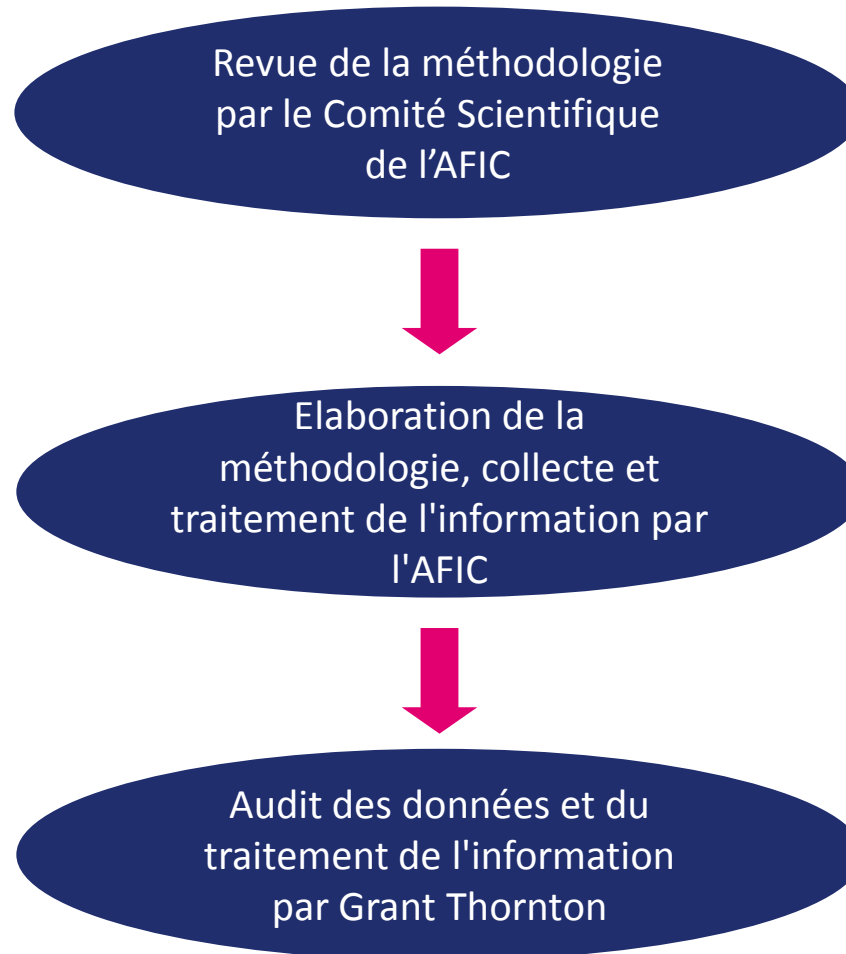 Revue de la méthodologie
par le Comité Scientifique
de l’AFIC
Elaboration de la
méthodologie, collecte et
traitement de l'information par
l'AFIC
Audit des données et du
traitement de l'information
par Grant Thornton